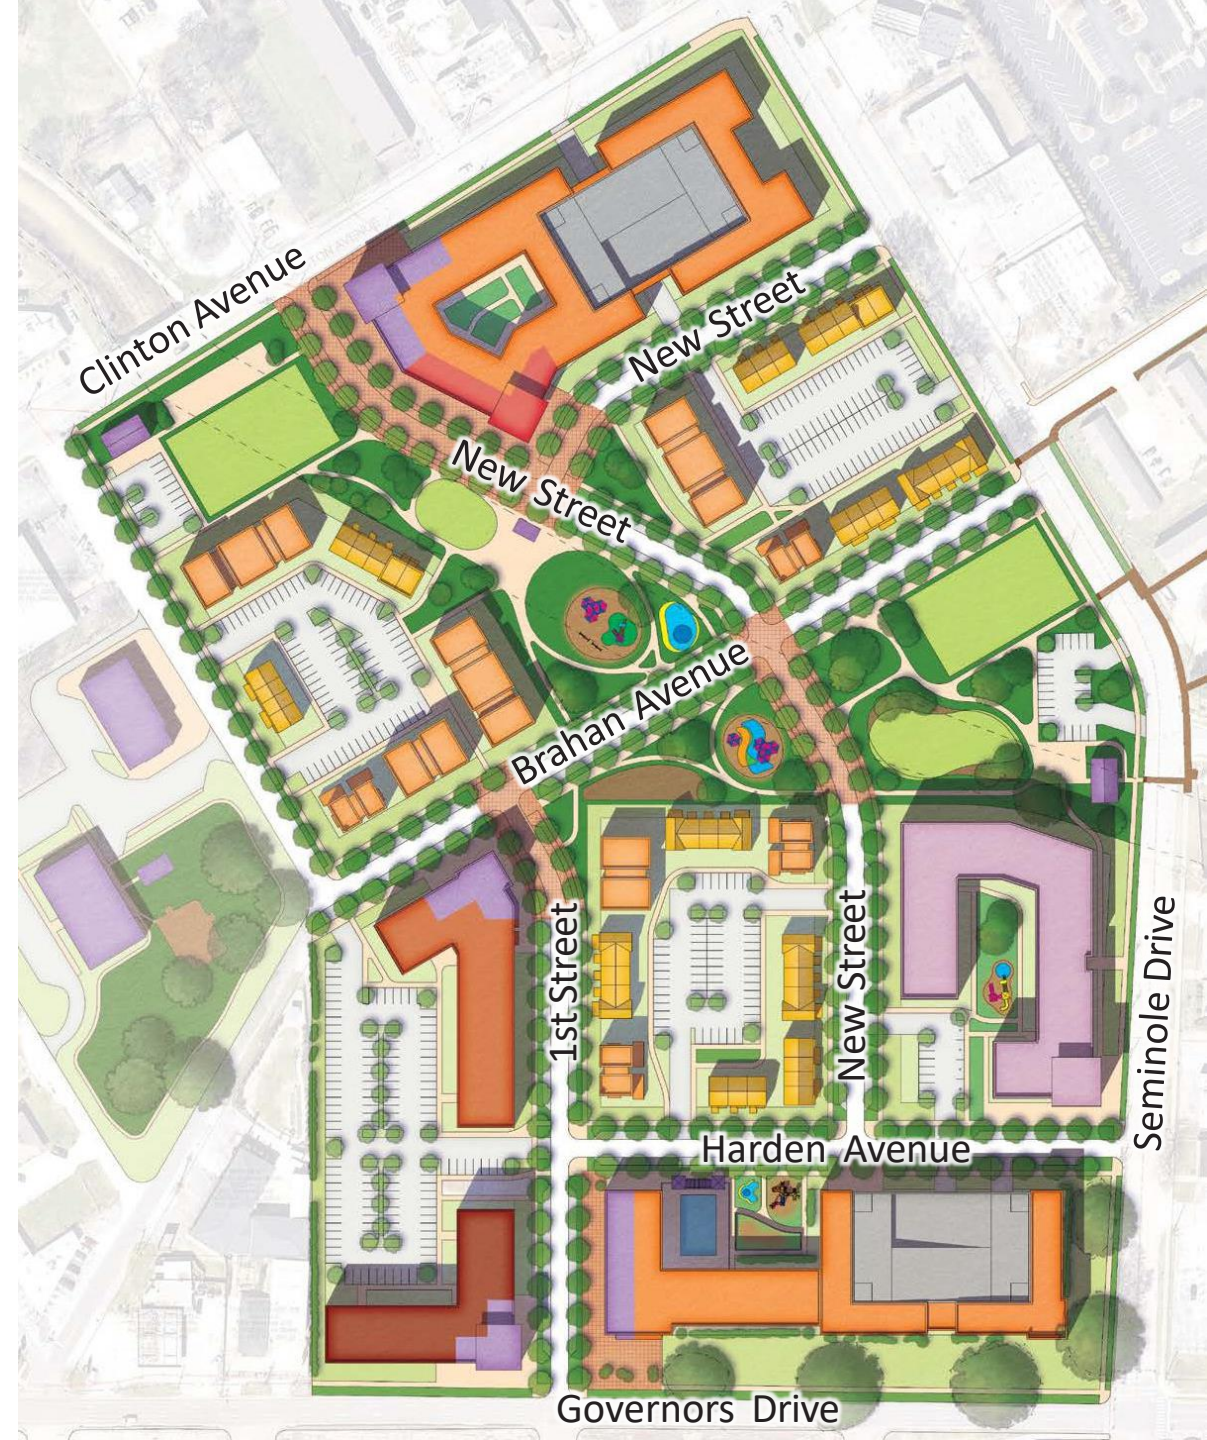 Clinton Avenue
New Street
New Street
Brahan Avenue
1st Street
New Street
Seminole Drive
Harden Avenue
Governors Drive